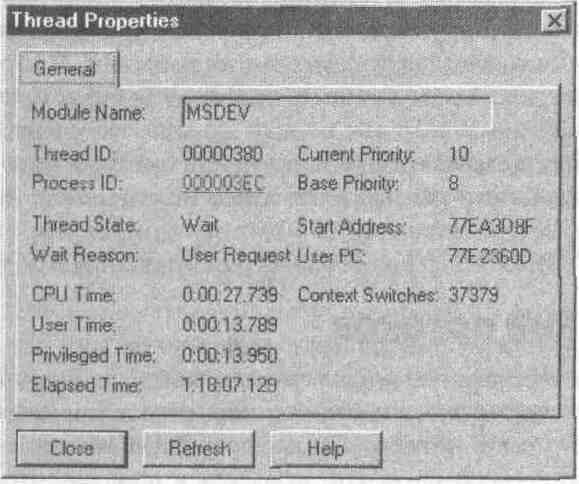 Thread Properties
General
Module Name: MSDEV
Thread ID: 00000380 Current Priority: 10
Process ID: 000003EC Base Priority: 8
Thread State: Wait Start Address: 77EA3D8F
Wait Reason: User Request User PC: 77E2360D
CPU Time: 0:00:27.739 Context Switches: 37379
User Time: 0:00:13.789
Privileged Time: 0:00:13.950
Elapsed Time: 1:18:07.129
Close Refresh Help